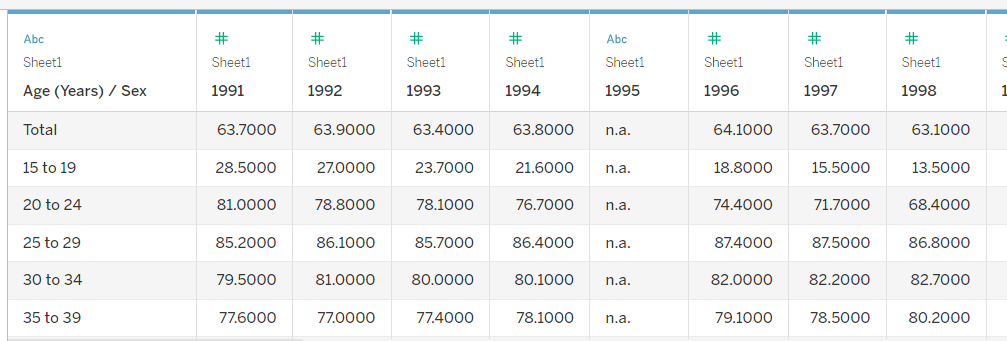 Abc # # # # Abc # # #
Sheet1 Sheet1 Sheet1 Sheet1 Sheet1 Sheet1 Sheet1 Sheet1 Sheet1
Age (Years) / Sex 1991 1992 1993 1994 1995 1996 1997 1998
Total 63.7000 63.9000 63.4000 63.8000 n.a. 64.1000 63.7000 63.1000
15 to 19 28.5000 27.0000 23.7000 21.6000 n.a. 18.8000 15.5000 13.5000
20 to 24 81.0000 78.8000 78.1000 76.7000 n.a. 74.4000 71.7000 68.4000
25 to 29 85.2000 86.1000 85.7000 86.4000 n.a. 87.4000 87.5000 86.8000
30 to 34 79.5000 81.0000 80.0000 80.1000 n.a. 82.0000 82.2000 82.7000
35 to 39 77.6000 77.0000 77.4000 78.1000 n.a. 79.1000 78.5000 80.2000